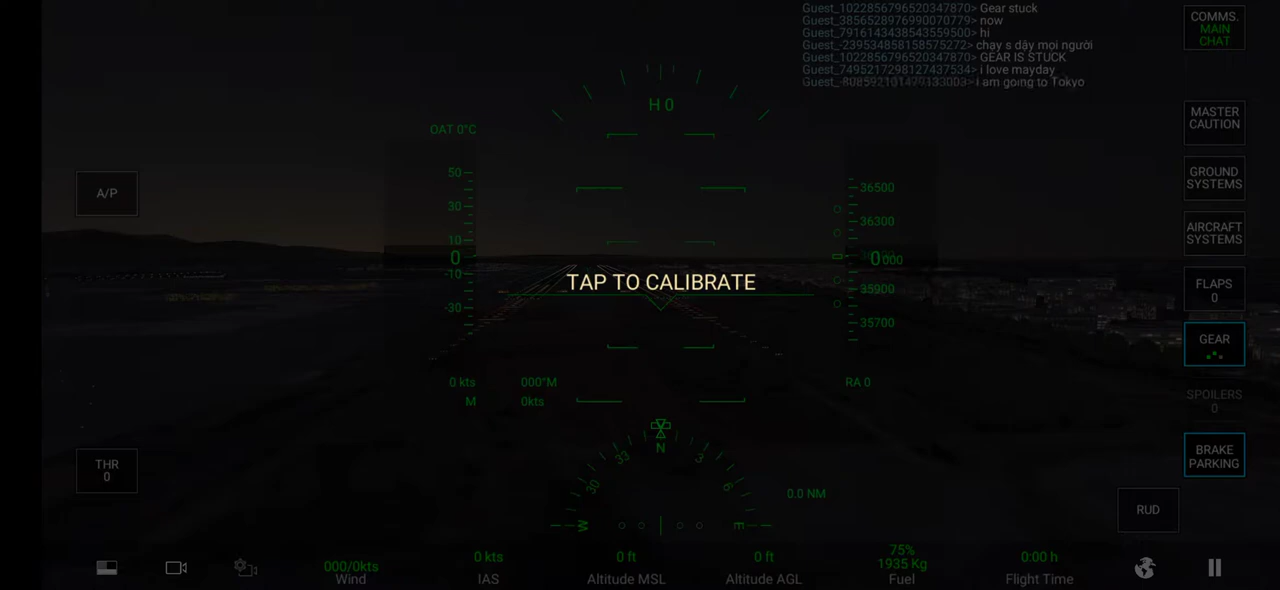 Guest_1022856796520347870> Gear stuck
Guest_3856528976990070779> now
Guest_7916143438543559500> hi
Guest_-239534858158575272> chạy s dậy mọi người
Guest_1022856796520347870> GEAR IS STUCK
Guest_7495217298127437534> i love mayday
i am going to Tokyo
COMMS.
MAIN
CHAT
H 0
OAT 0°C
MASTER
CAUTION
A/P
50
30
10
0
-10
-30
36500
36300
0 000
35900
35700
GROUND
SYSTEMS
AIRCRAFT
SYSTEMS
TAP TO CALIBRATE
FLAPS
0
GEAR
0 kts
M
000°M
0kts
RA 0
SPOILERS
0
BRAKE
PARKING
THR
0
W
30
33
N
3
6
E
0.0 NM
RUD
000/0kts
Wind
0 kts
IAS
0 ft
Altitude MSL
0 ft
Altitude AGL
75%
1935 Kg
Fuel
0:00 h
Flight Time